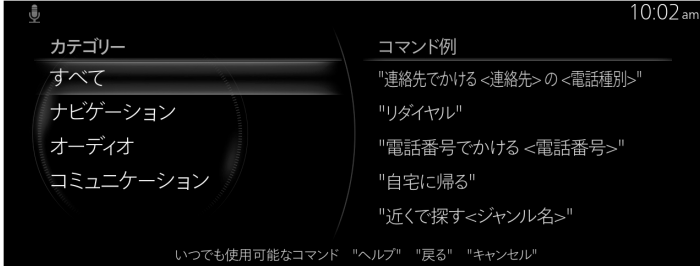 10:02 am
カテゴリー
すべて
ナビゲーション
オーディオ
コミュニケーション
コマンド例
"連絡先でかける <連絡先> の <電話種別>"
"リダイヤル"
"電話番号でかける <電話番号>"
"自宅に帰る"
"近くで探す<ジャンル名>"
いつでも使用可能なコマンド "ヘルプ" "戻る" "キャンセル"